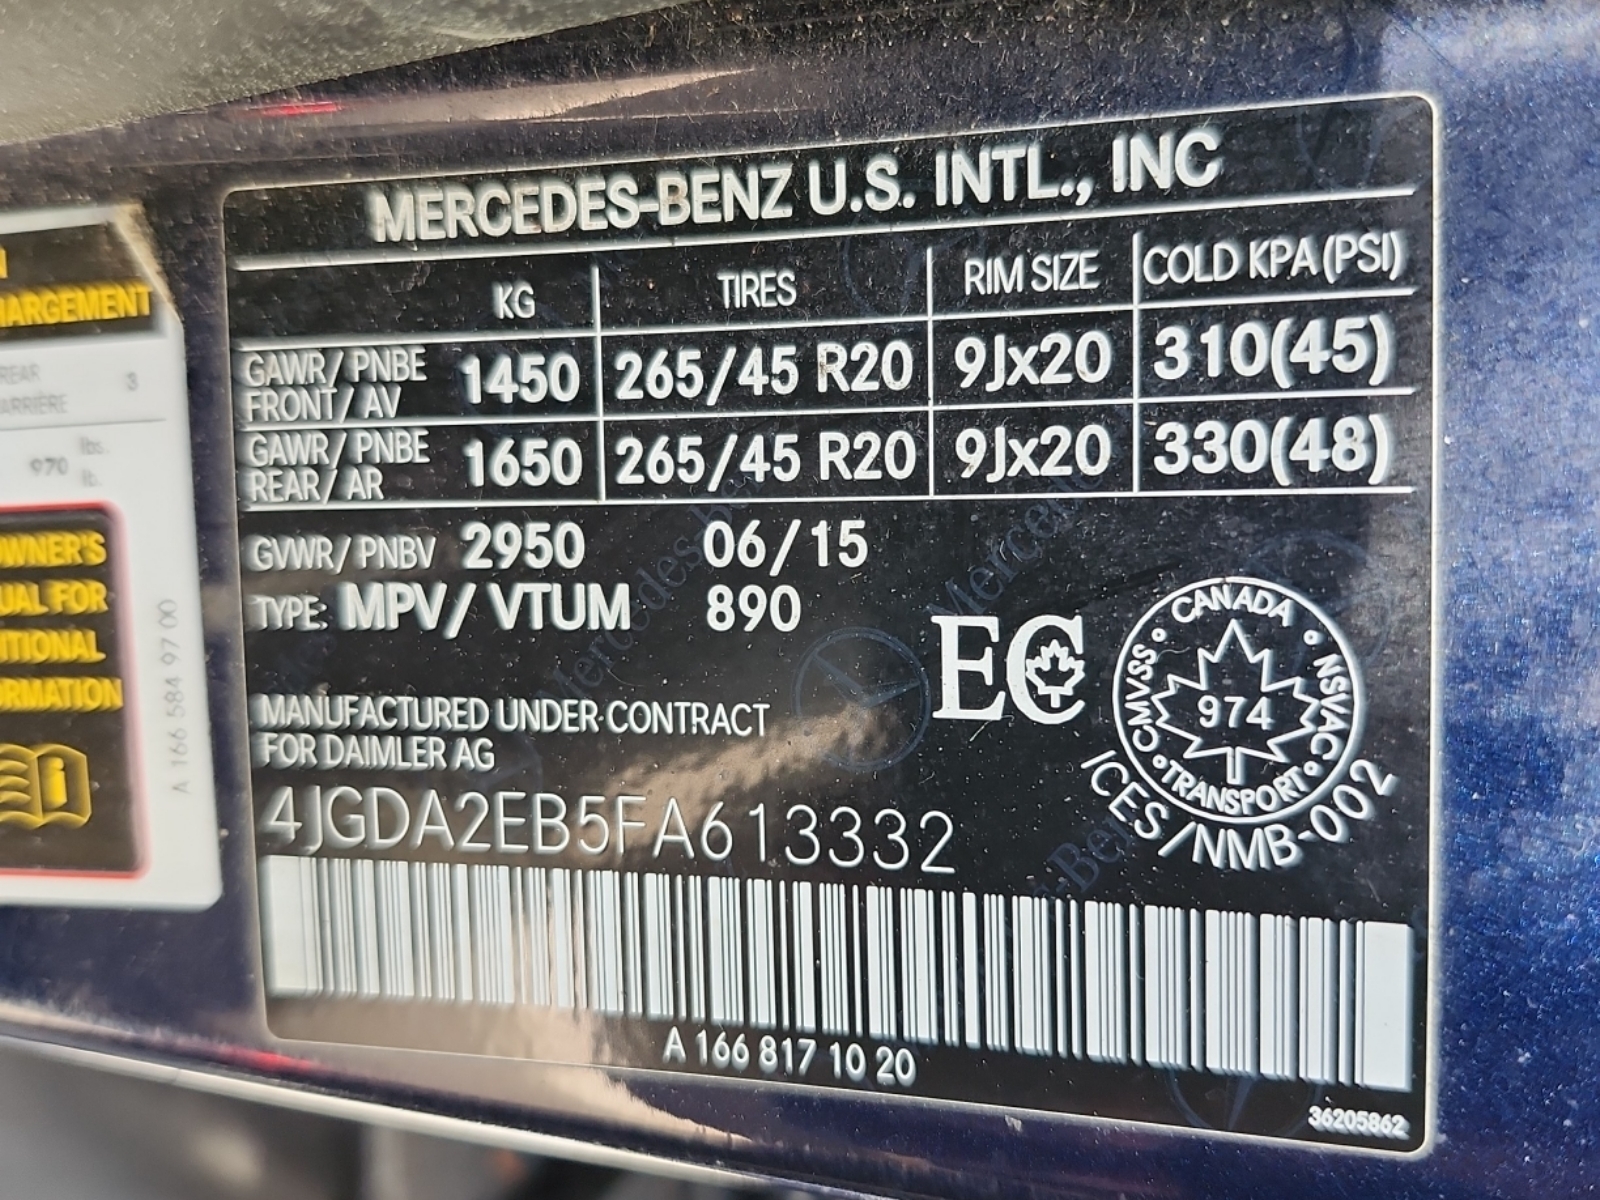 MERCEDES-BENZ U.S. INTL., INC
KG TIRES RIM SIZE COLD KPA (PSI)
GAWR/ PNBE FRONT/ AV 1450 265/45 R20 9Jx20 310(45)
GAWR/ PNBE REAR/ AR 1650 265/45 R20 9Jx20 330(48)
GVWR/ PNBV 2950 06/15
TYPE: MPV/ VTUM 890
MANUFACTURED UNDER CONTRACT
FOR DAIMLER AG
EC
CANADA
CMVSS NSVAC
974
TRANSPORT
ICES/NMB-002
4JGDA2EB5FA613332
A 166 817 10 20
36205862
HARGEMENT
REAR 3
ARRIÈRE
970 lbs.
lb.
OWNER'S
UAL FOR
ITIONAL
ORMATION
i
A 166 584 97 00